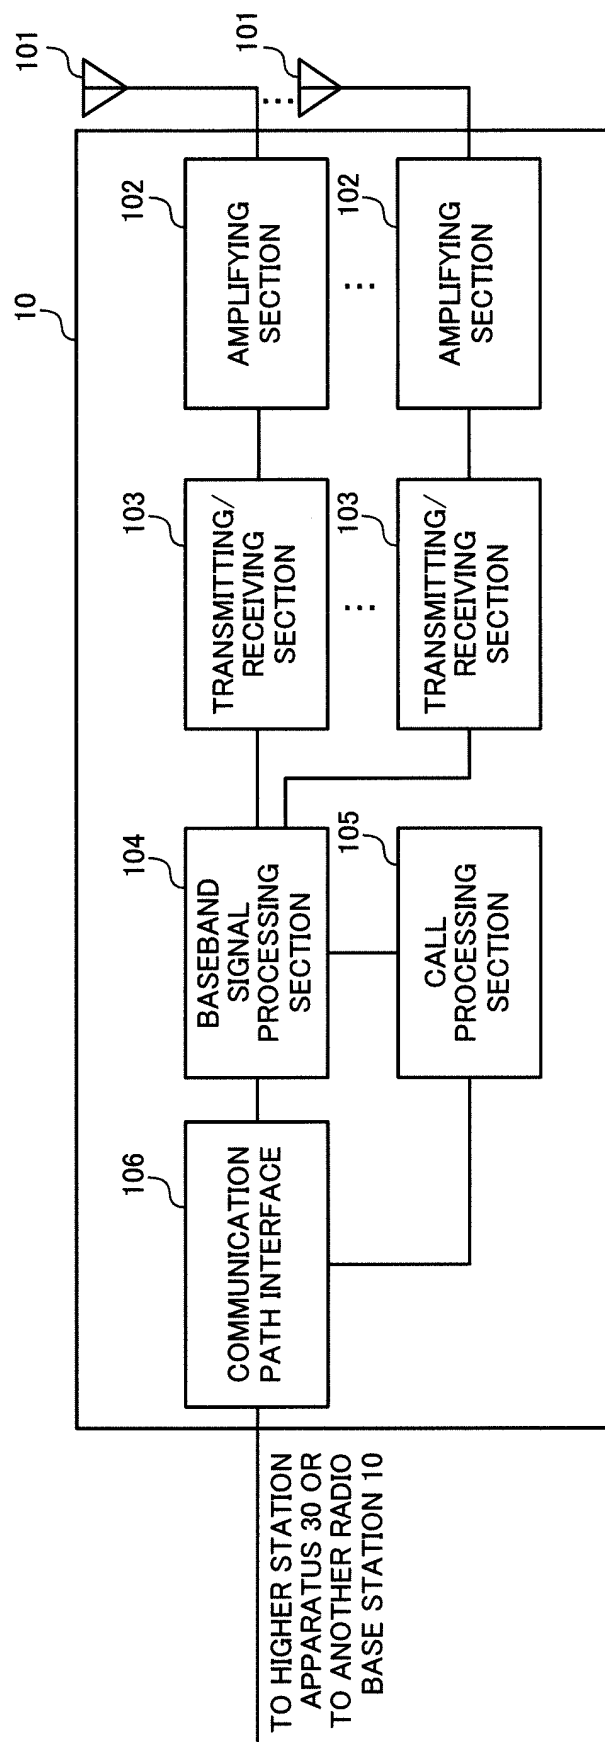 10
101
101
102
AMPLIFYING
SECTION
102
AMPLIFYING
SECTION
103
TRANSMITTING/
RECEIVING
SECTION
103
TRANSMITTING/
RECEIVING
SECTION
104
BASEBAND
SIGNAL
PROCESSING
SECTION
105
CALL
PROCESSING
SECTION
106
COMMUNICATION
PATH INTERFACE
TO HIGHER STATION
APPARATUS 30 OR
TO ANOTHER RADIO
BASE STATION 10